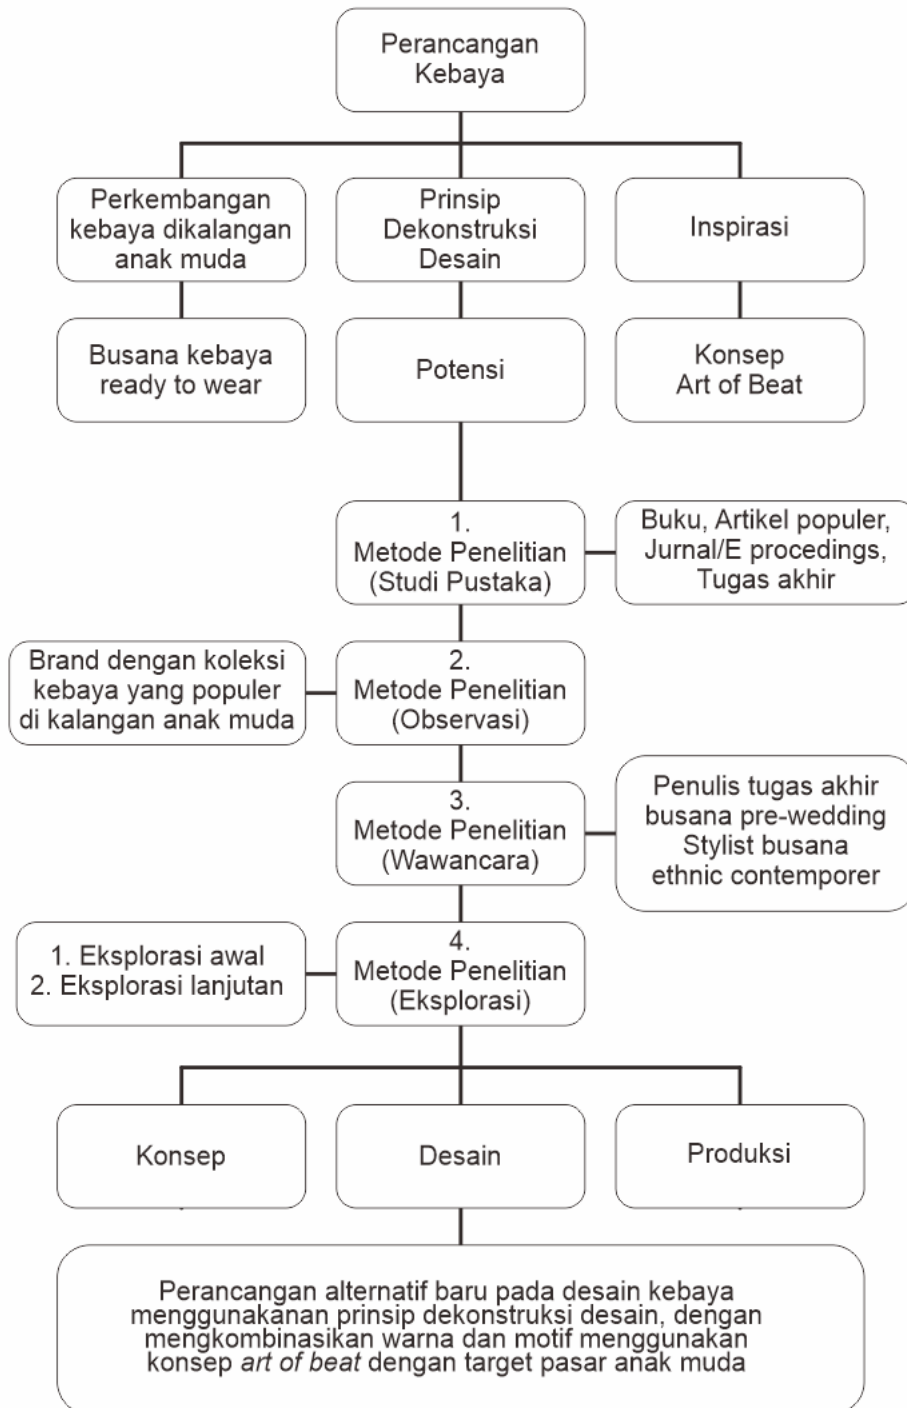 Perancangan
Kebaya
Perkembangan
kebaya dikalangan
anak muda
Prinsip
Dekonstruksi
Desain
Inspirasi
Busana kebaya
ready to wear
Potensi
Konsep
Art of Beat
1.
Metode Penelitian
(Studi Pustaka)
Buku, Artikel populer,
Jurnal/E procedings,
Tugas akhir
Brand dengan koleksi
kebaya yang populer
di kalangan anak muda
2.
Metode Penelitian
(Observasi)
3.
Metode Penelitian
(Wawancara)
Penulis tugas akhir
busana pre-wedding
Stylist busana
ethnic contemporer
1. Eksplorasi awal
2. Eksplorasi lanjutan
4.
Metode Penelitian
(Eksplorasi)
Konsep
Desain
Produksi
Perancangan alternatif baru pada desain kebaya
menggunakanan prinsip dekonstruksi desain, dengan
mengkombinasikan warna dan motif menggunakan
konsep art of beat dengan target pasar anak muda